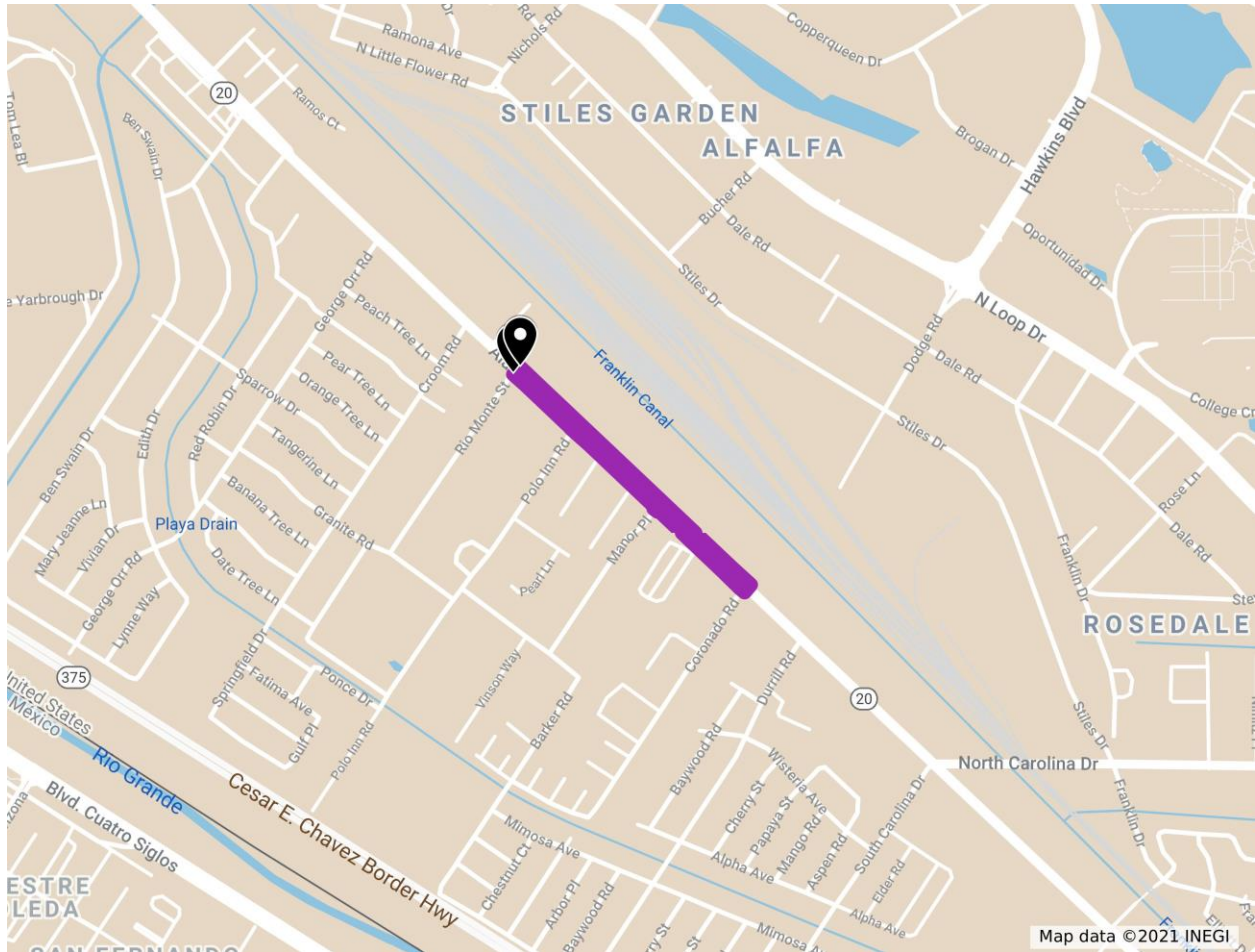 Ramona Ave
N Little Flower Rd
Nichols Rd
Copperqueen Dr
Hawkins Blvd
20
Ramos Ct
STILES GARDEN
ALFALFA
Tom Lea Bl
Ben Swain Dr
Brogan Dr
Bucher Rd
Dale Rd
Oportunidad Dr
Stiles Dr
N Loop Dr
e Yarbrough Dr
George Orr Rd
Peach Tree Ln
Croom Rd
Franklin Canal
Dodge Rd
Dale Rd
Pear Tree Ln
Orange Tree Ln
Sparrow Dr
Red Robin Dr
Edith Dr
Tangerine Ln
Rio Monte St
Polo Inn Rd
College Cr
Stiles Dr
Ben Swain Dr
Banana Tree Ln
Granite Rd
Rose Ln
Mary Jeanne Ln
Vivian Dr
Playa Drain
Manor Pl
Dale Rd
George Orr Rd
Date Tree Ln
Pearl Ln
Franklin Dr
Lynne Way
Coronado Rd
ROSEDALE
375
United States
México
Springfield Dr
Fatima Ave
Gulf Pl
Ponce Dr
Vinson Way
Barker Rd
Durrill Rd
20
Polo Inn Rd
Baywood Rd
Stiles Dr
Rio Grande
Cesar E. Chavez Border Hwy
Blvd. Cuatro Siglos
Wisteria Ave
North Carolina Dr
Cherry St
Papaya St
Mango Rd
Aspen Rd
South Carolina Dr
Elder Rd
Franklin Dr
Mimosa Ave
Alpha Ave
Alpha Ave
Chestnut Ct
Arbor Pl
Baywood Rd
Cherry St
Mimosa Ave
ESTRE
LEDA
SAN FERNANDO
Map data ©2021 INEGI